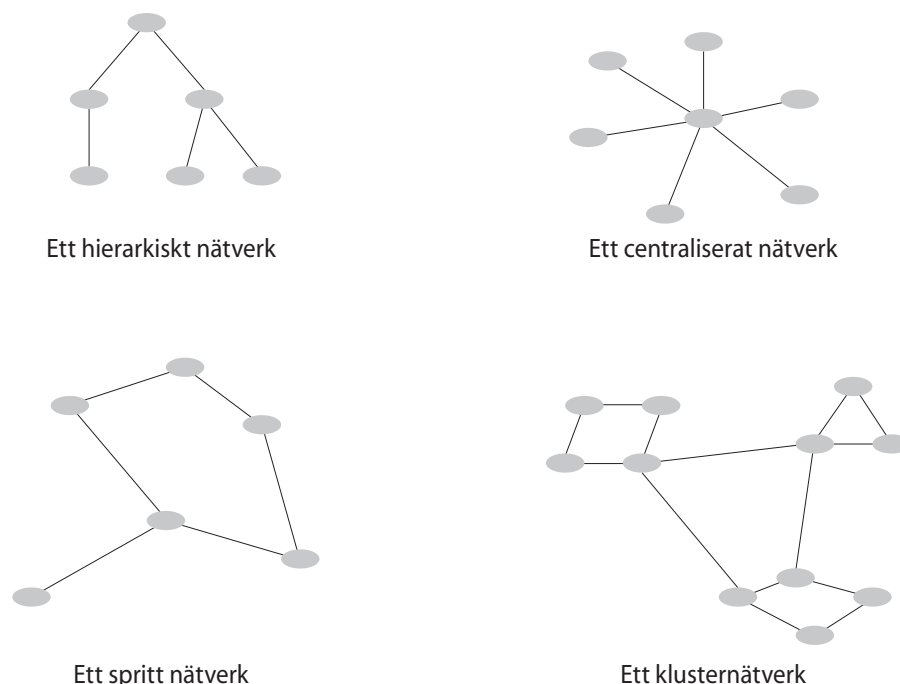 Ett hierarkiskt nätverk
Ett centraliserat nätverk
Ett spritt nätverk
Ett klusternätverk